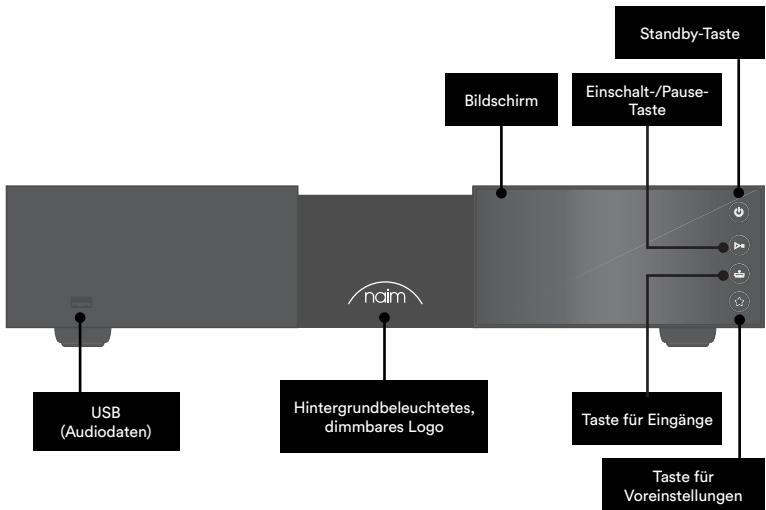 Standby-Taste
Bildschirm
Einschalt-/Pause-
Taste
naim
USB
(Audiodaten)
Hintergrundbeleuchtetes,
dimmbares Logo
Taste für Eingänge
Taste für
Voreinstellungen